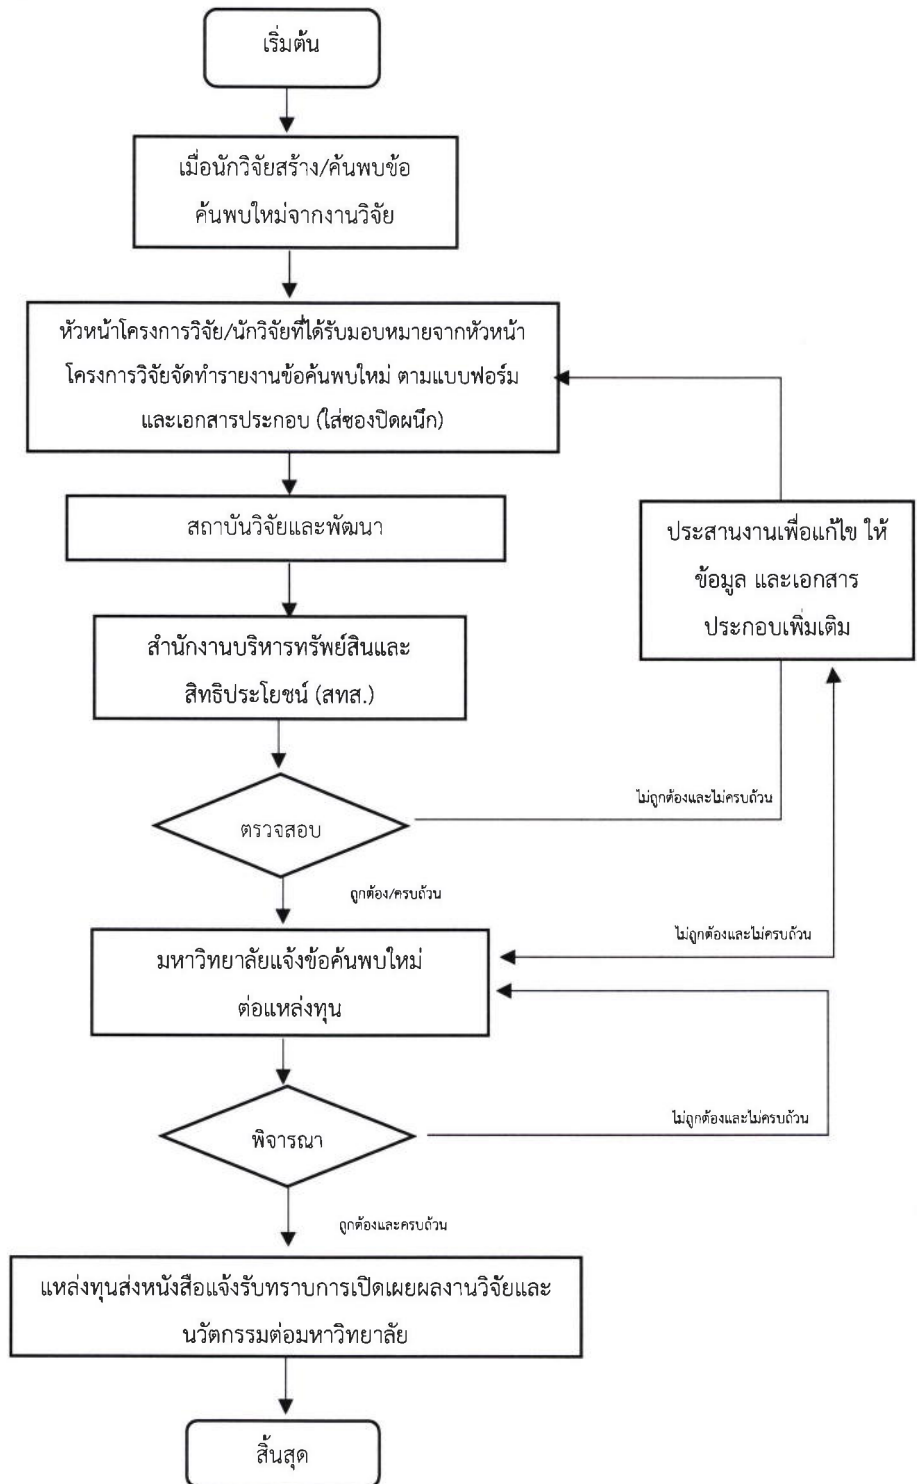 เริ่มต้น
เมื่อนักวิจัยสร้าง/ค้นพบข้อ
ค้นพบใหม่จากงานวิจัย
หัวหน้าโครงการวิจัย/นักวิจัยที่ได้รับมอบหมายจากหัวหน้า
โครงการวิจัยจัดทำรายงานข้อค้นพบใหม่ ตามแบบฟอร์ม
และเอกสารประกอบ (ใส่ซองปิดผนึก)
สถาบันวิจัยและพัฒนา
ประสานงานเพื่อแก้ไข ให้
ข้อมูล และเอกสาร
ประกอบเพิ่มเติม
สำนักงานบริหารทรัพย์สินและ
สิทธิประโยชน์ (สทส.)
ไม่ถูกต้องและไม่ครบถ้วน
ตรวจสอบ
ถูกต้อง/ครบถ้วน
ไม่ถูกต้องและไม่ครบถ้วน
มหาวิทยาลัยแจ้งข้อค้นพบใหม่
ต่อแหล่งทุน
ไม่ถูกต้องและไม่ครบถ้วน
พิจารณา
ถูกต้องและครบถ้วน
แหล่งทุนส่งหนังสือแจ้งรับทราบการเปิดเผยผลงานวิจัยและ
นวัตกรรมต่อมหาวิทยาลัย
สิ้นสุด